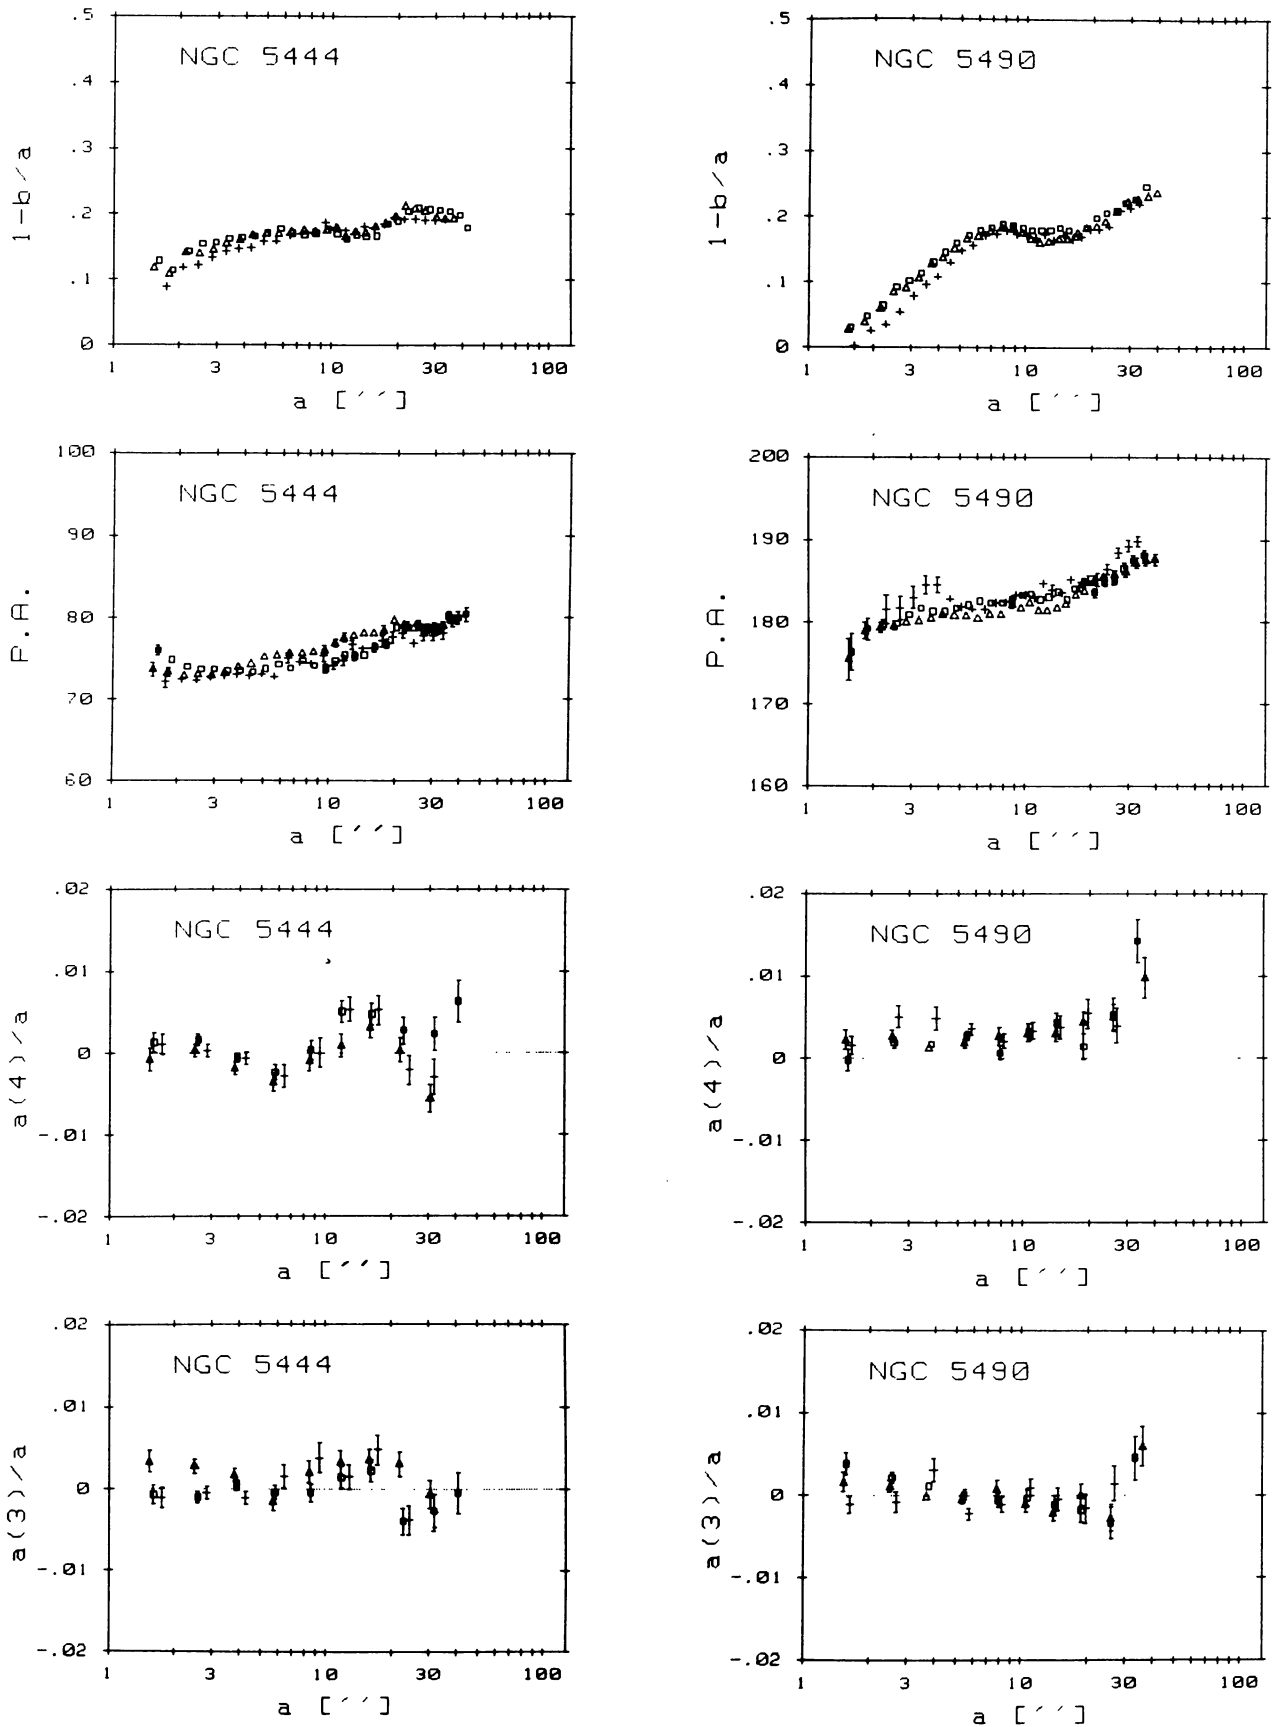 .5
.4
.3
.2
.1
0
1-b/a
NGC 5444
1 3 10 30 100
a [´´]
.5
.4
.3
.2
.1
0
1-b/a
NGC 5490
1 3 10 30 100
a [´´]
100
90
80
70
60
P.A.
NGC 5444
1 3 10 30 100
a [´´]
200
190
180
170
160
P.A.
NGC 5490
1 3 10 30 100
a [´´]
.02
.01
0
-.01
-.02
a(4)/a
NGC 5444
1 3 10 30 100
a [´´]
.02
.01
0
-.01
-.02
a(4)/a
NGC 5490
1 3 10 30 100
a [´´]
.02
.01
0
-.01
-.02
a(3)/a
NGC 5444
1 3 10 30 100
a [´´]
.02
.01
0
-.01
-.02
a(3)/a
NGC 5490
1 3 10 30 100
a [´´]